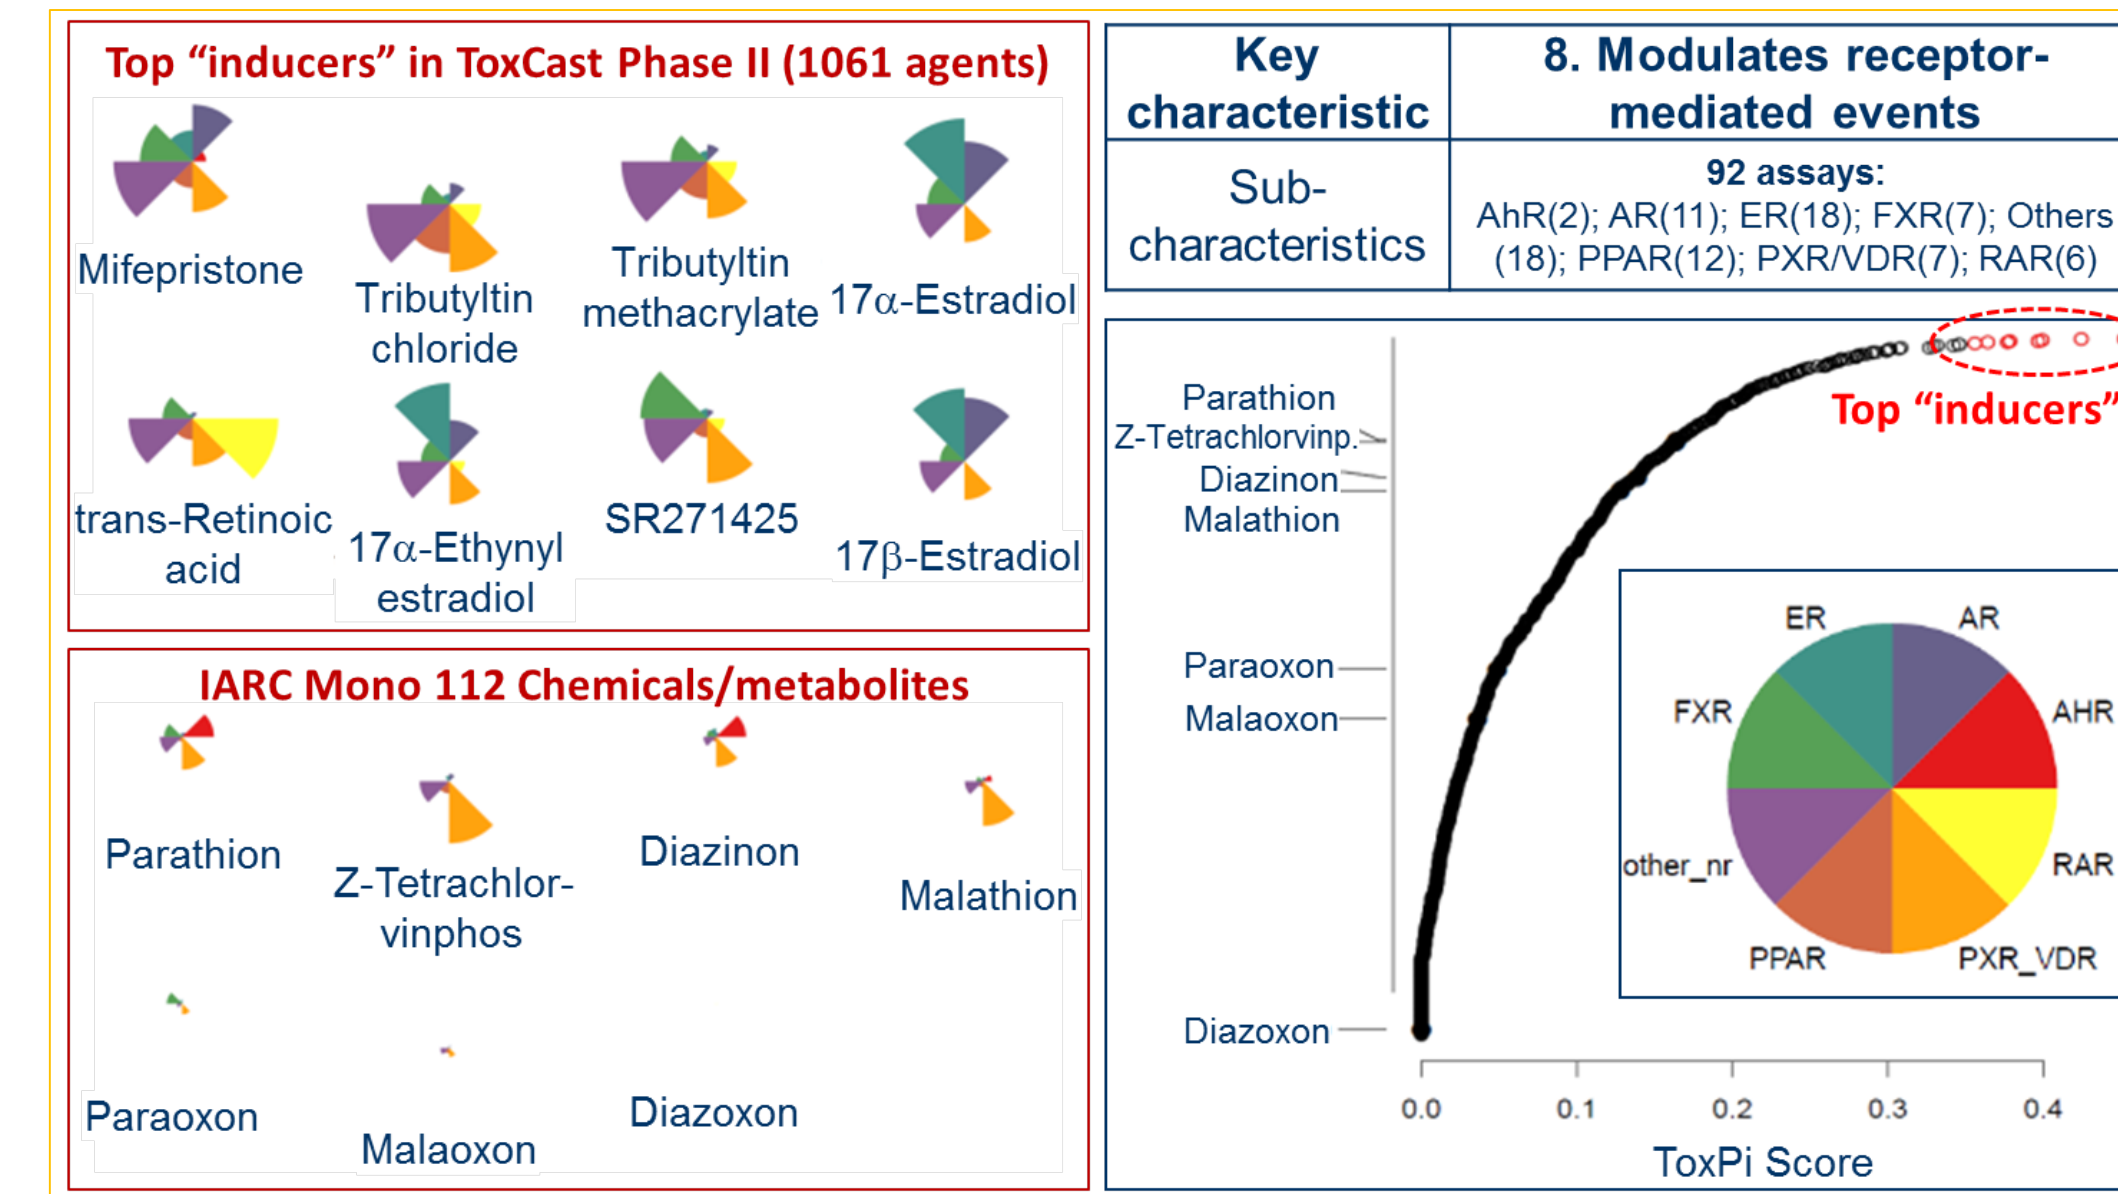 Top “inducers” in ToxCast Phase II (1061 agents)
Mifepristone
Tributyltin
chloride
Tributyltin
methacrylate
17α-Estradiol
trans-Retinoic
acid
17α-Ethynyl
estradiol
SR271425
17β-Estradiol
IARC Mono 112 Chemicals/metabolites
Parathion
Z-Tetrachlor-
vinphos
Diazinon
Malathion
Paraoxon
Malaoxon
Diazoxon
Key
characteristic
8. Modulates receptor-
mediated events
Sub-
characteristics
92 assays:
AhR(2); AR(11); ER(18); FXR(7); Others
(18); PPAR(12); PXR/VDR(7); RAR(6)
Parathion
Z-Tetrachlorvinp.
Diazinon
Malathion
Paraoxon
Malaoxon
Diazoxon
Top “inducers”
ER
AR
FXR
AHR
other_nr
RAR
PPAR
PXR_VDR
0.0
0.1
0.2
0.3
0.4
ToxPi Score